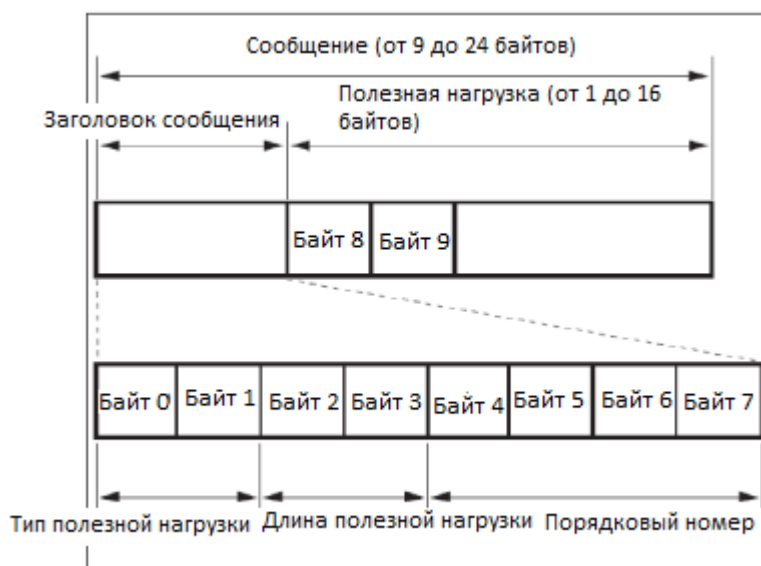 Сообщение (от 9 до 24 байтов)
Полезная нагрузка (от 1 до 16
байтов)
Заголовок сообщения
Байт 8 Байт 9
Байт 0 Байт 1 Байт 2 Байт 3 Байт 4 Байт 5 Байт 6 Байт 7
Тип полезной нагрузки Длина полезной нагрузки Порядковый номер